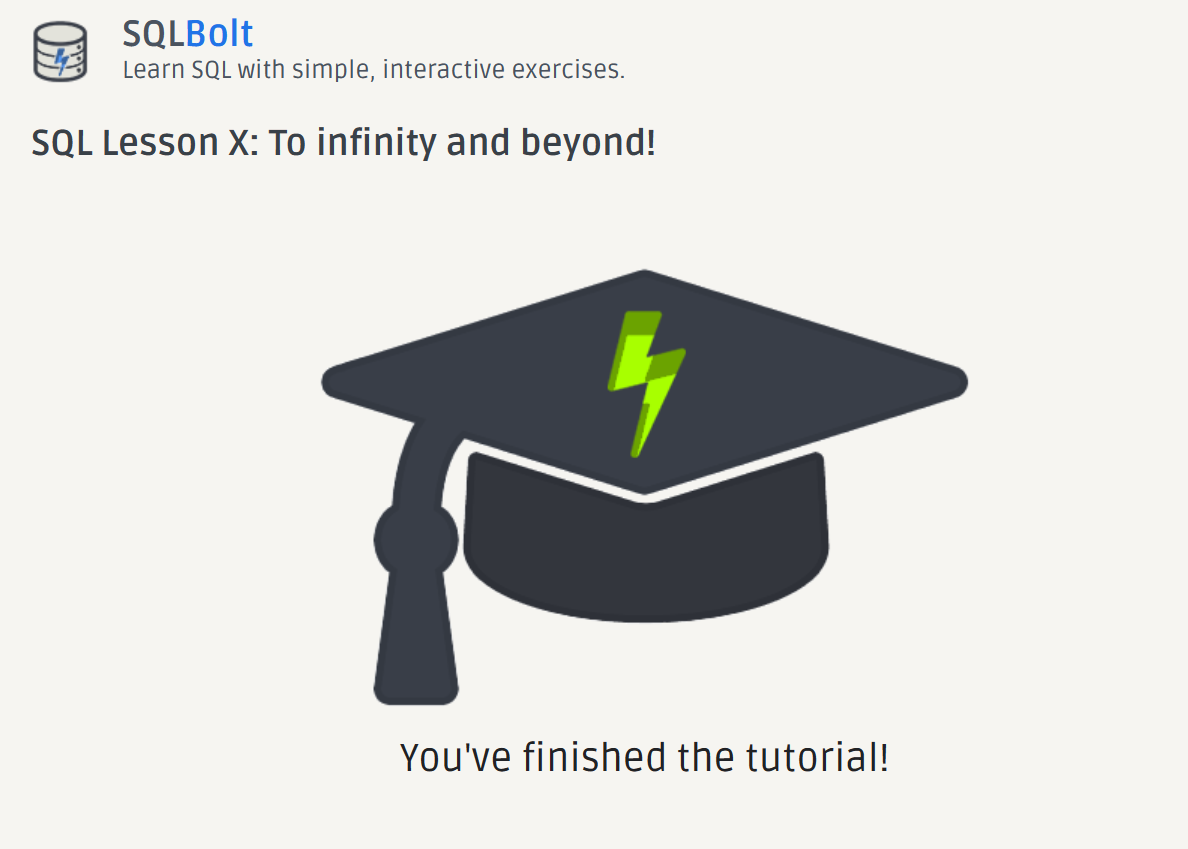 SQLBolt
Learn SQL with simple, interactive exercises.
SQL Lesson X: To infinity and beyond!
You've finished the tutorial!